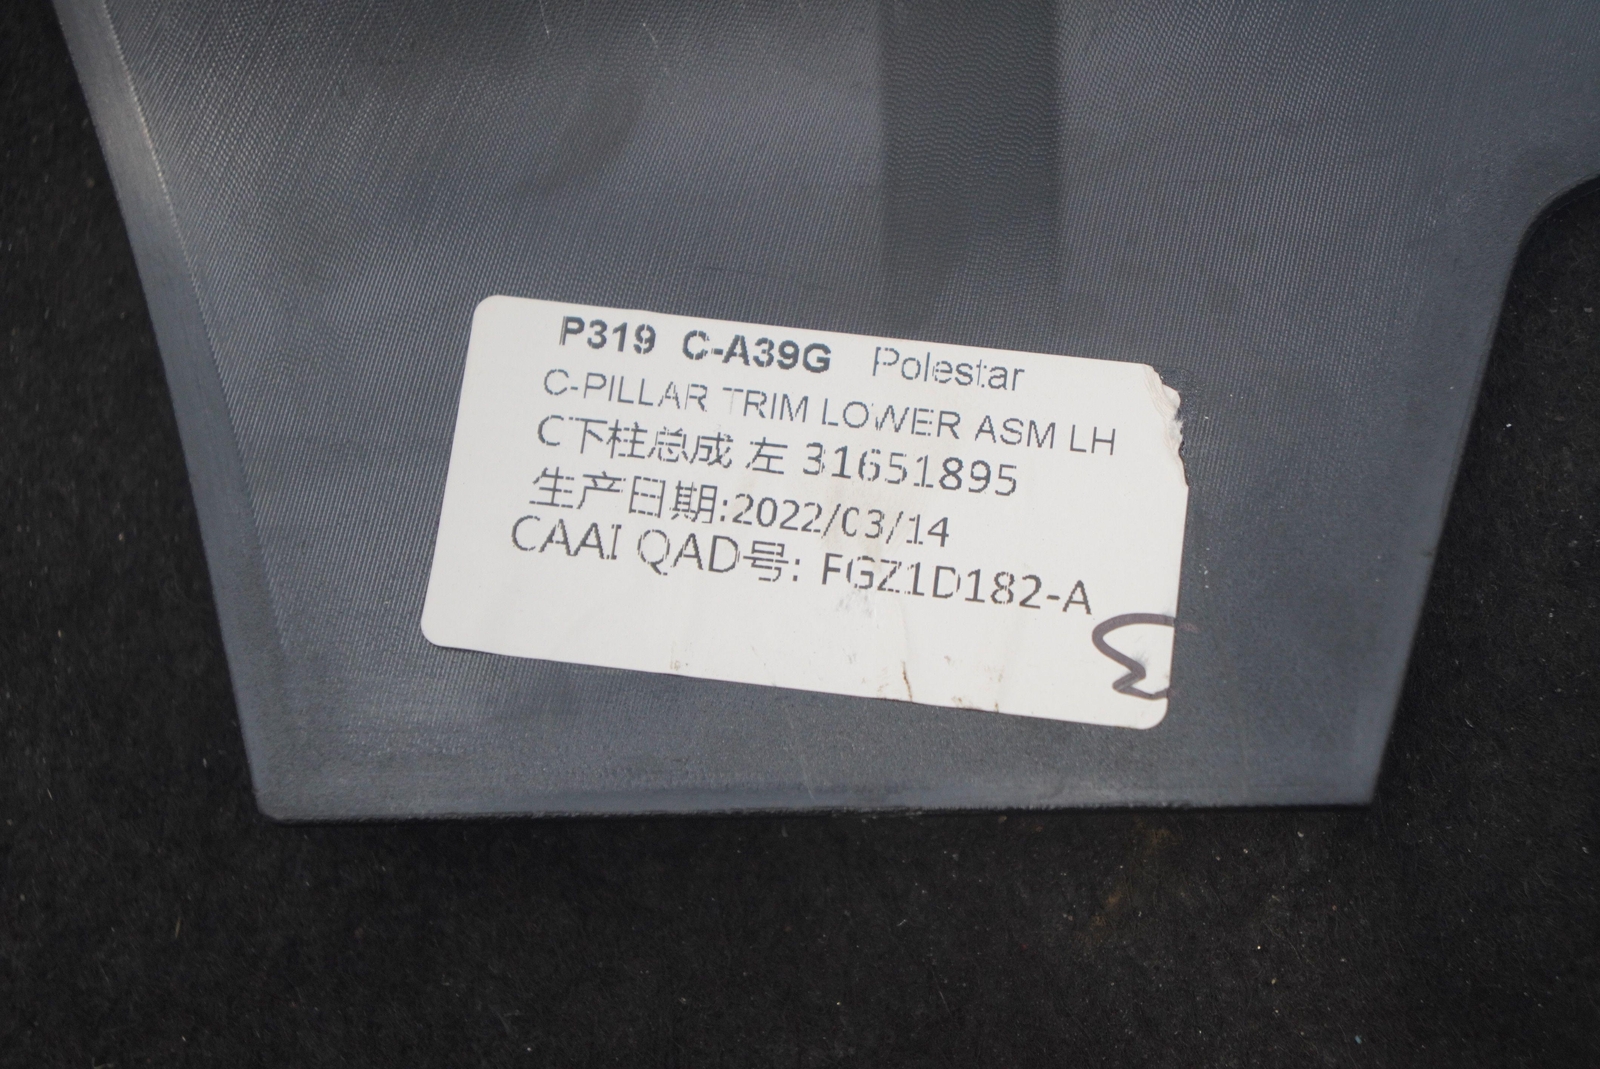 P319 C-A39G Polestar
C-PILLAR TRIM LOWER ASM LH
C下柱总成 左 31651895
生产日期:2022/03/14
CAAI QAD号: FGZ1D182-A